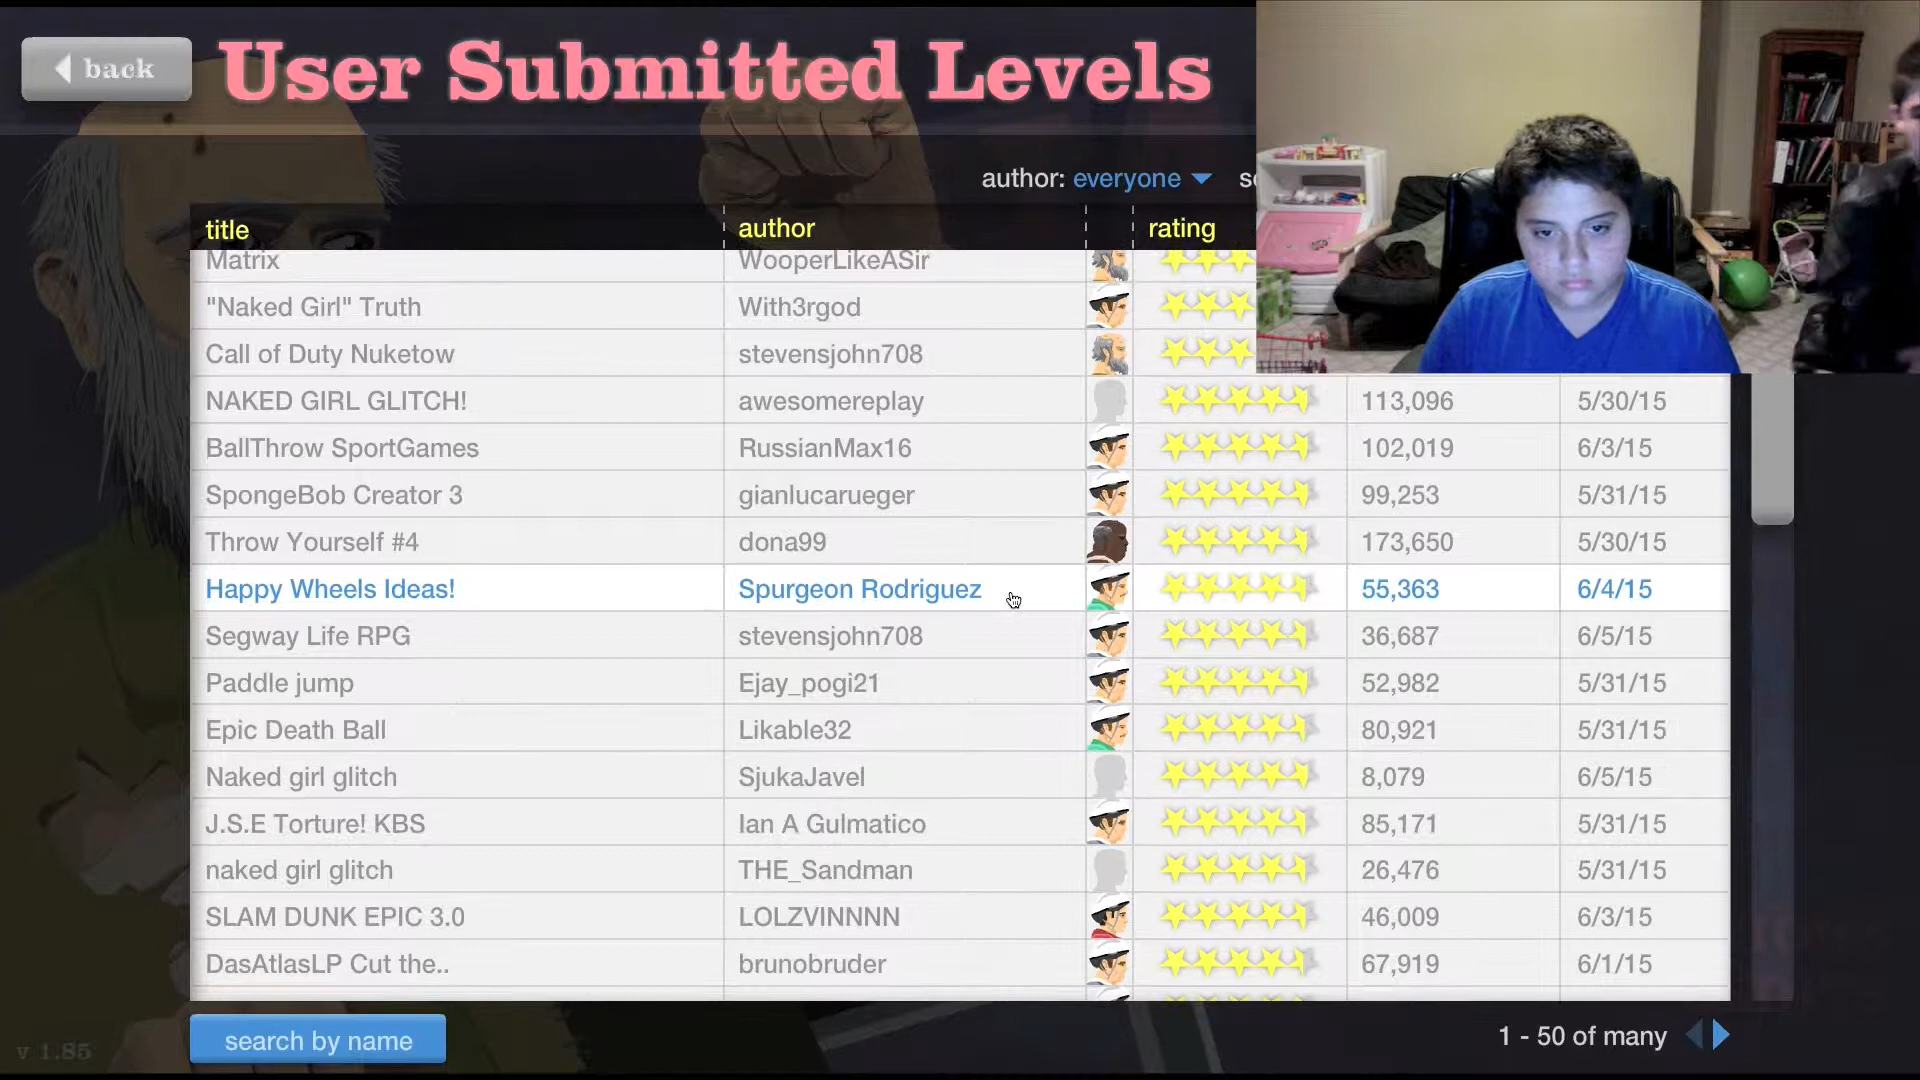 back
User Submitted Levels
author: everyone
title author rating
Matrix WooperLikeASir
"Naked Girl" Truth With3rgod
Call of Duty Nuketow stevensjohn708
NAKED GIRL GLITCH! awesomereplay 113,096 5/30/15
BallThrow SportGames RussianMax16 102,019 6/3/15
SpongeBob Creator 3 gianlucarueger 99,253 5/31/15
Throw Yourself #4 dona99 173,650 5/30/15
Happy Wheels Ideas! Spurgeon Rodriguez 55,363 6/4/15
Segway Life RPG stevensjohn708 36,687 6/5/15
Paddle jump Ejay_pogi21 52,982 5/31/15
Epic Death Ball Likable32 80,921 5/31/15
Naked girl glitch SjukaJavel 8,079 6/5/15
J.S.E Torture! KBS Ian A Gulmatico 85,171 5/31/15
naked girl glitch THE_Sandman 26,476 5/31/15
SLAM DUNK EPIC 3.0 LOLZVINNNN 46,009 6/3/15
DasAtlasLP Cut the.. brunobruder 67,919 6/1/15
search by name
1 - 50 of many
v 1.85